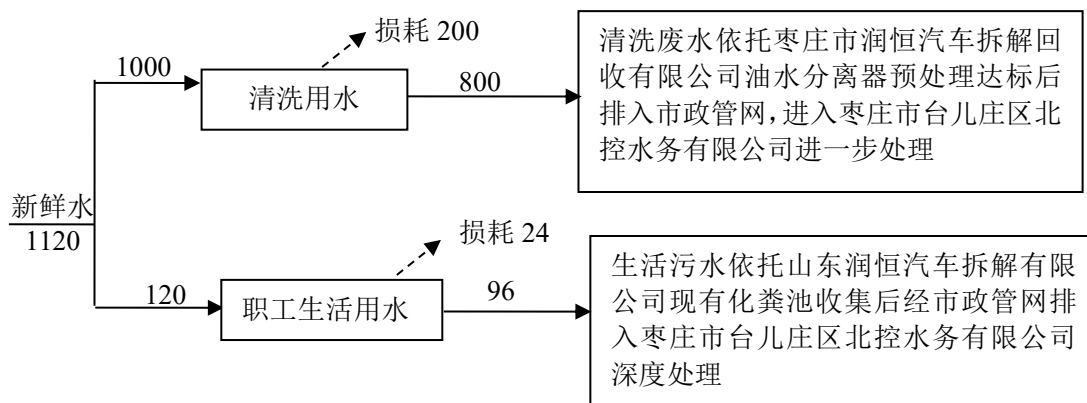 损耗 200
1000
清洗用水
800
清洗废水依托枣庄市润恒汽车拆解回
收有限公司油水分离器预处理达标后
排入市政管网，进入枣庄市台儿庄区北
控水务有限公司进一步处理
新鲜水
1120
损耗 24
120
职工生活用水
96
生活污水依托山东润恒汽车拆解有限
公司现有化粪池收集后经市政管网排
入枣庄市台儿庄区北控水务有限公司
深度处理